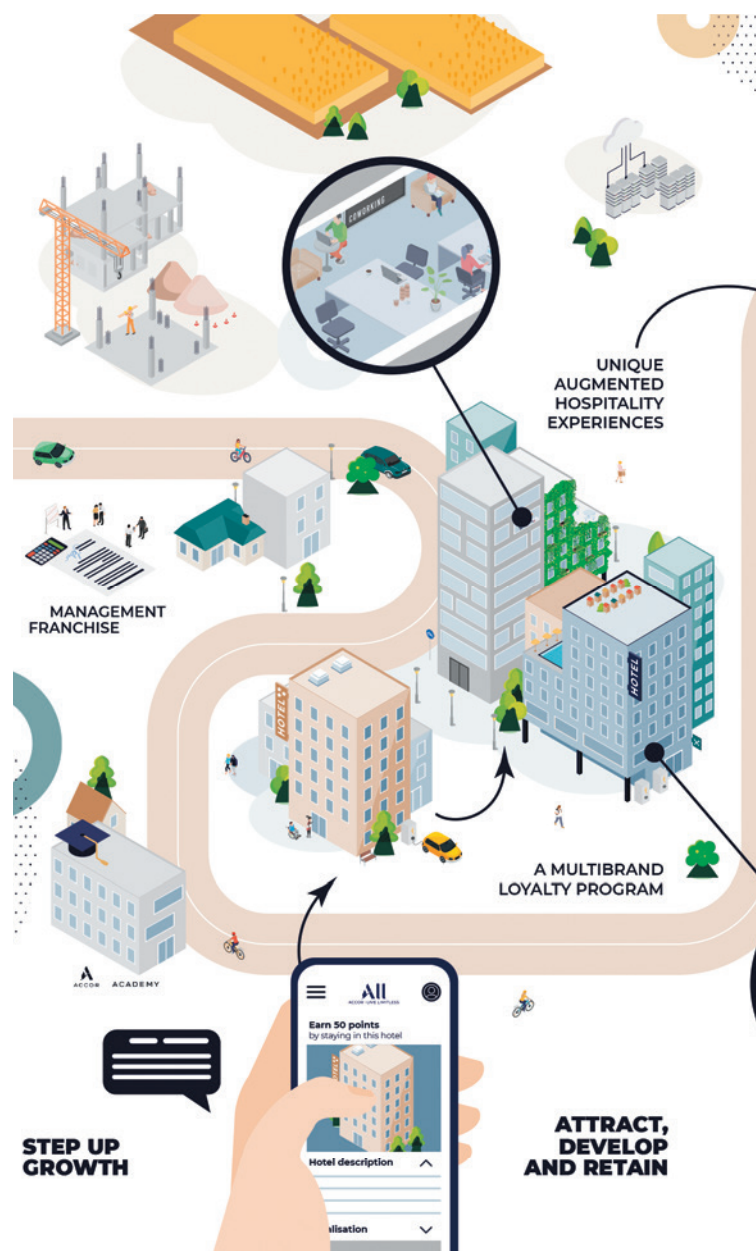 COWORKING
UNIQUE
AUGMENTED
HOSPITALITY
EXPERIENCES
MANAGEMENT
FRANCHISE
HOTEL
HOTEL
A MULTIBRAND
LOYALTY PROGRAM
ACCOR ACADEMY
All
ACCOR LIVE LIMITLESS
Earn 50 points
by staying in this hotel
HOTEL
Hotel description
STEP UP
GROWTH
ATTRACT,
DEVELOP
AND RETAIN